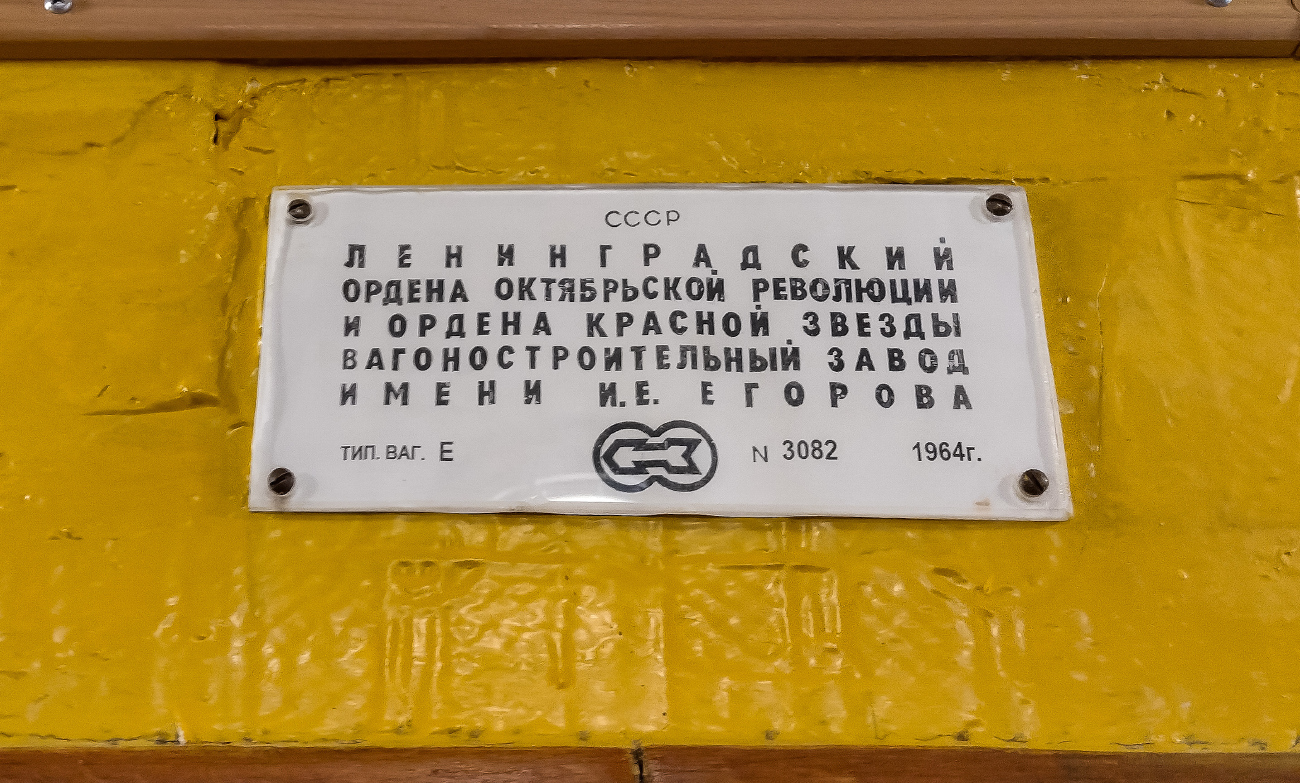 СССР
ЛЕНИНГРАДСКИЙ
ОРДЕНА ОКТЯБРЬСКОЙ РЕВОЛЮЦИИ
И ОРДЕНА КРАСНОЙ ЗВЕЗДЫ
ВАГОНОСТРОИТЕЛЬНЫЙ ЗАВОД
ИМЕНИ И.Е. ЕГОРОВА
ТИП. ВАГ. Е N 3082 1964г.